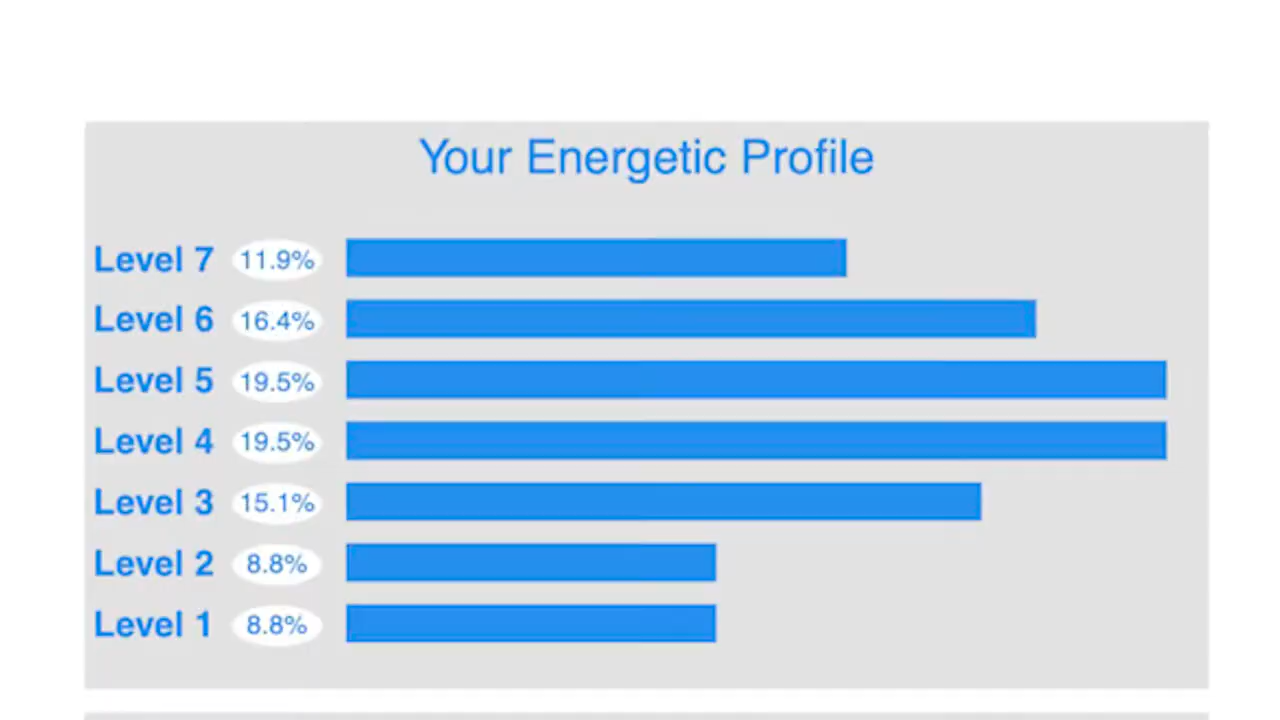 Your Energetic Profile
Level 7 11.9%
Level 6 16.4%
Level 5 19.5%
Level 4 19.5%
Level 3 15.1%
Level 2 8.8%
Level 1 8.8%